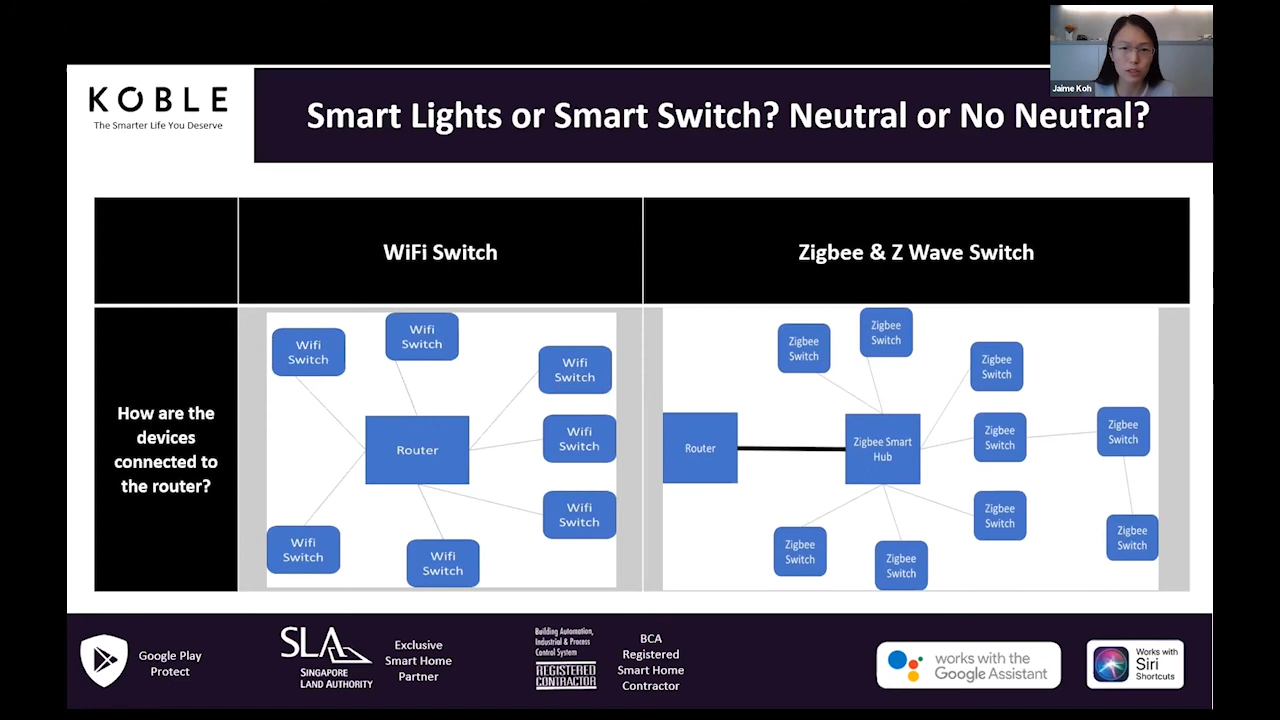 Jaime Koh
KOBLE
The Smarter Life You Deserve
Smart Lights or Smart Switch? Neutral or No Neutral?
WiFi Switch
Zigbee & Z Wave Switch
How are the
devices
connected to
the router?
Wifi
Switch
Wifi
Switch
Wifi
Switch
Wifi
Switch
Router
Wifi
Switch
Wifi
Switch
Wifi
Switch
Zigbee
Switch
Zigbee
Switch
Zigbee
Switch
Zigbee
Switch
Zigbee
Switch
Router
Zigbee Smart
Hub
Zigbee
Switch
Zigbee
Switch
Zigbee
Switch
Zigbee
Switch
Google Play
Protect
SLA
SINGAPORE
LAND AUTHORITY
Exclusive
Smart Home
Partner
Building Automation,
Industrial & Process
Control System
REGISTERED
CONTRACTOR
BCA
Registered
Smart Home
Contractor
works with the
Google Assistant
Works with
Siri
Shortcuts